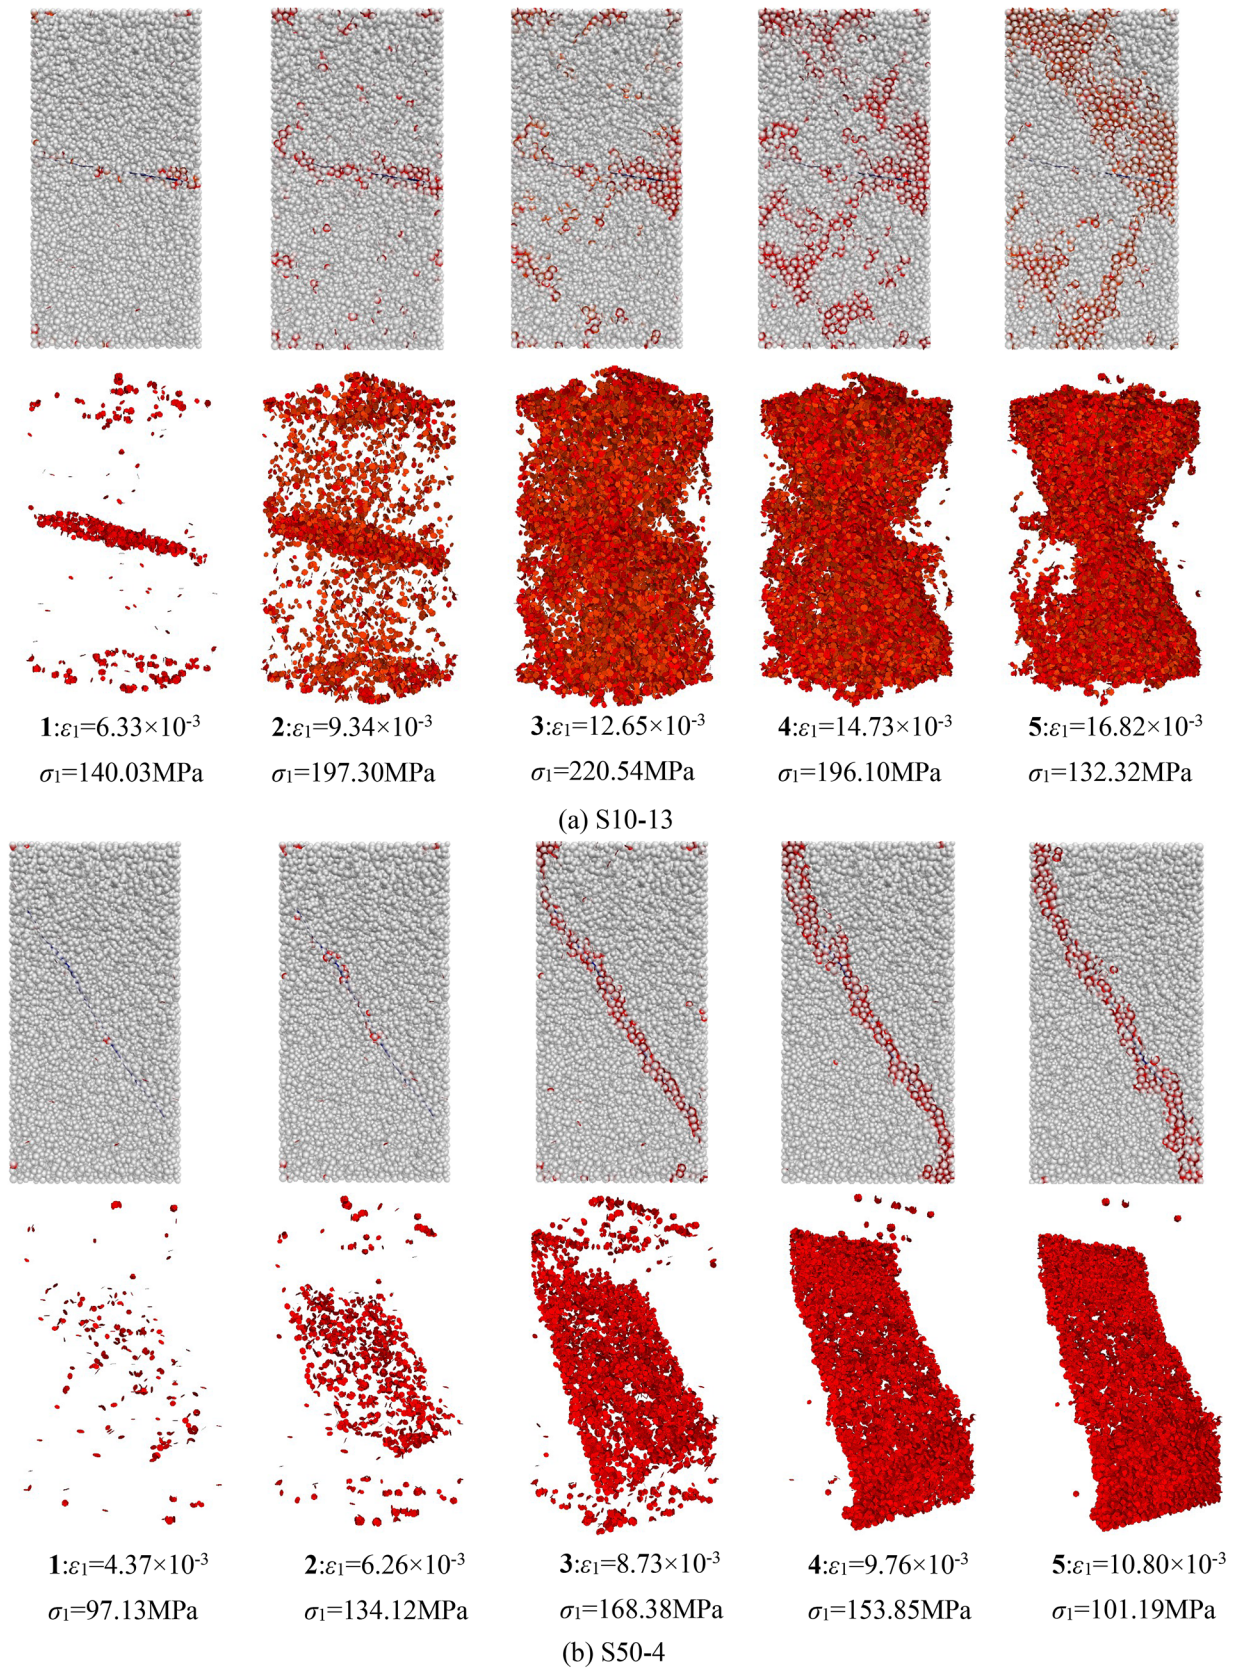 1:ε₁=6.33×10⁻³ 2:ε₁=9.34×10⁻³ 3:ε₁=12.65×10⁻³ 4:ε₁=14.73×10⁻³ 5:ε₁=16.82×10⁻³
σ₁=140.03MPa σ₁=197.30MPa σ₁=220.54MPa σ₁=196.10MPa σ₁=132.32MPa
(a) S10-13
1:ε₁=4.37×10⁻³ 2:ε₁=6.26×10⁻³ 3:ε₁=8.73×10⁻³ 4:ε₁=9.76×10⁻³ 5:ε₁=10.80×10⁻³
σ₁=97.13MPa σ₁=134.12MPa σ₁=168.38MPa σ₁=153.85MPa σ₁=101.19MPa
(b) S50-4